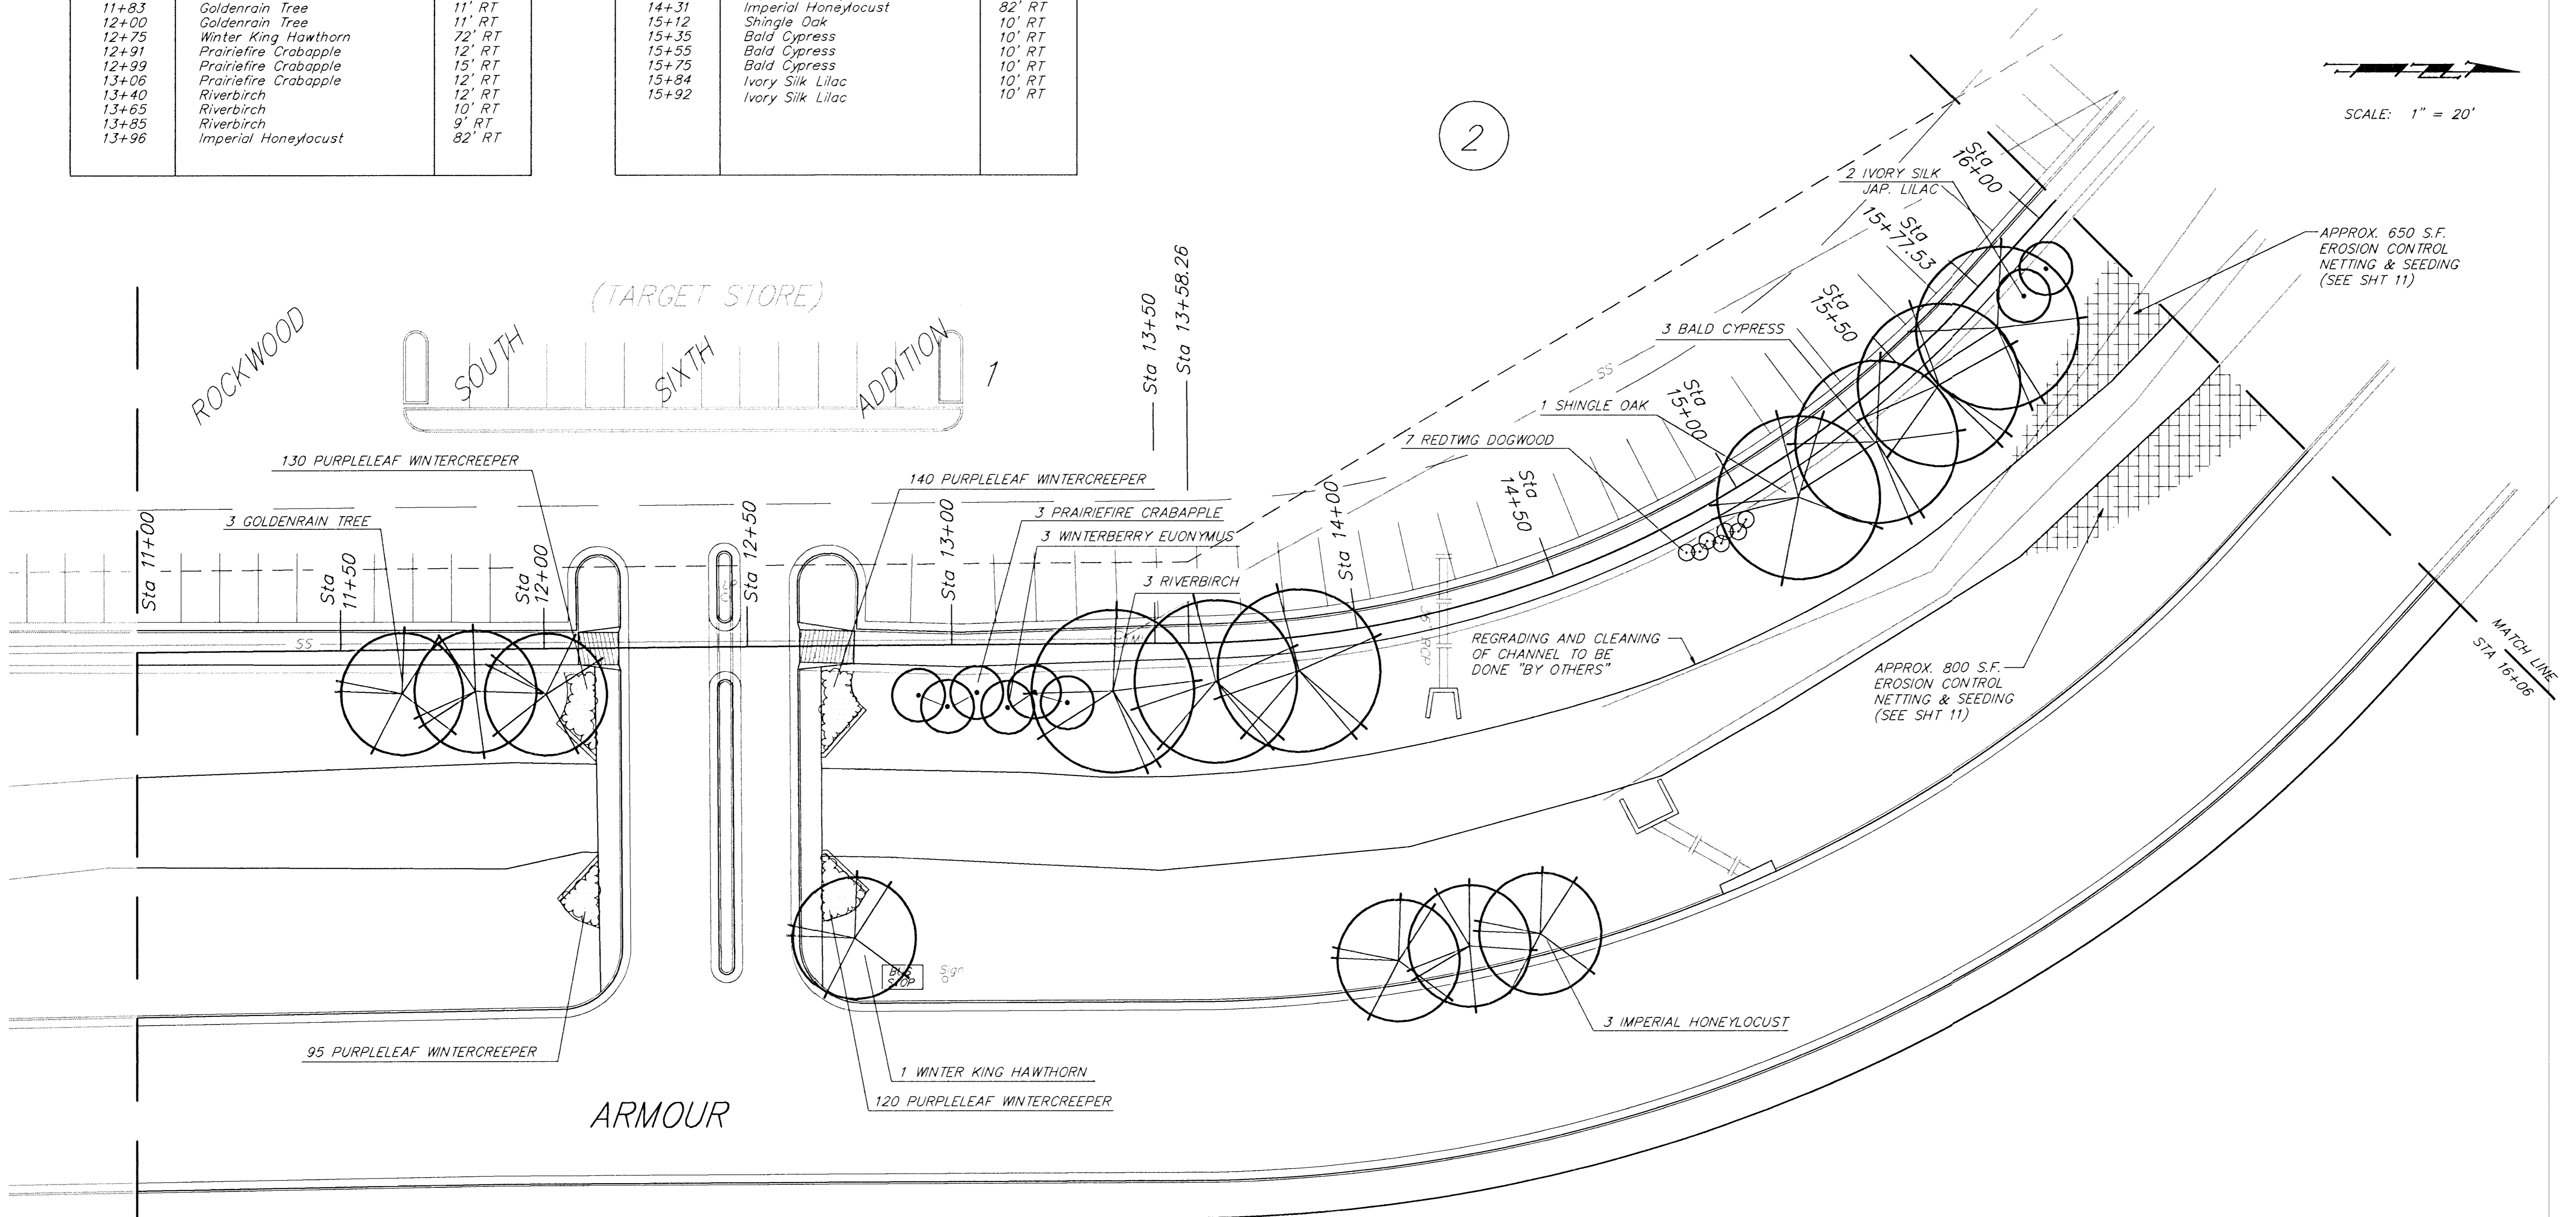 11+83 Goldenrain Tree 11' RT
12+00 Goldenrain Tree 11' RT
12+75 Winter King Hawthorn 72' RT
12+91 Prairiefire Crabapple 12' RT
12+99 Prairiefire Crabapple 15' RT
13+06 Prairiefire Crabapple 12' RT
13+40 Riverbirch 12' RT
13+65 Riverbirch 10' RT
13+85 Riverbirch 9' RT
13+96 Imperial Honeylocust 82' RT
14+31 Imperial Honeylocust 82' RT
15+12 Shingle Oak 10' RT
15+35 Bald Cypress 10' RT
15+55 Bald Cypress 10' RT
15+75 Bald Cypress 10' RT
15+84 Ivory Silk Lilac 10' RT
15+92 Ivory Silk Lilac 10' RT
SCALE: 1" = 20'
2
2 IVORY SILK
JAP. LILAC
Sta
16+00
Sta
15+77.53
APPROX. 650 S.F.
EROSION CONTROL
NETTING & SEEDING
(SEE SHT 11)
(TARGET STORE)
ROCKWOOD
SOUTH
SIXTH
ADDITION
1
Sta 13+50
Sta 13+58.26
Sta
15+50
3 BALD CYPRESS
SS
Sta
15+00
1 SHINGLE OAK
7 REDTWIG DOGWOOD
130 PURPLELEAF WINTERCREEPER
140 PURPLELEAF WINTERCREEPER
Sta
14+50
Sta 14+00
3 GOLDENRAIN TREE
3 PRAIRIEFIRE CRABAPPLE
3 WINTERBERRY EUONYMUS
3 RIVERBIRCH
Sta 11+00
Sta
11+50
Sta
12+00
LP
Sta 12+50
Sta 13+00
SS
RCP
REGRADING AND CLEANING
OF CHANNEL TO BE
DONE "BY OTHERS"
APPROX. 800 S.F.
EROSION CONTROL
NETTING & SEEDING
(SEE SHT 11)
MATCH LINE
STA 16+06
BUS
STOP
Sign
3 IMPERIAL HONEYLOCUST
95 PURPLELEAF WINTERCREEPER
1 WINTER KING HAWTHORN
120 PURPLELEAF WINTERCREEPER
ARMOUR